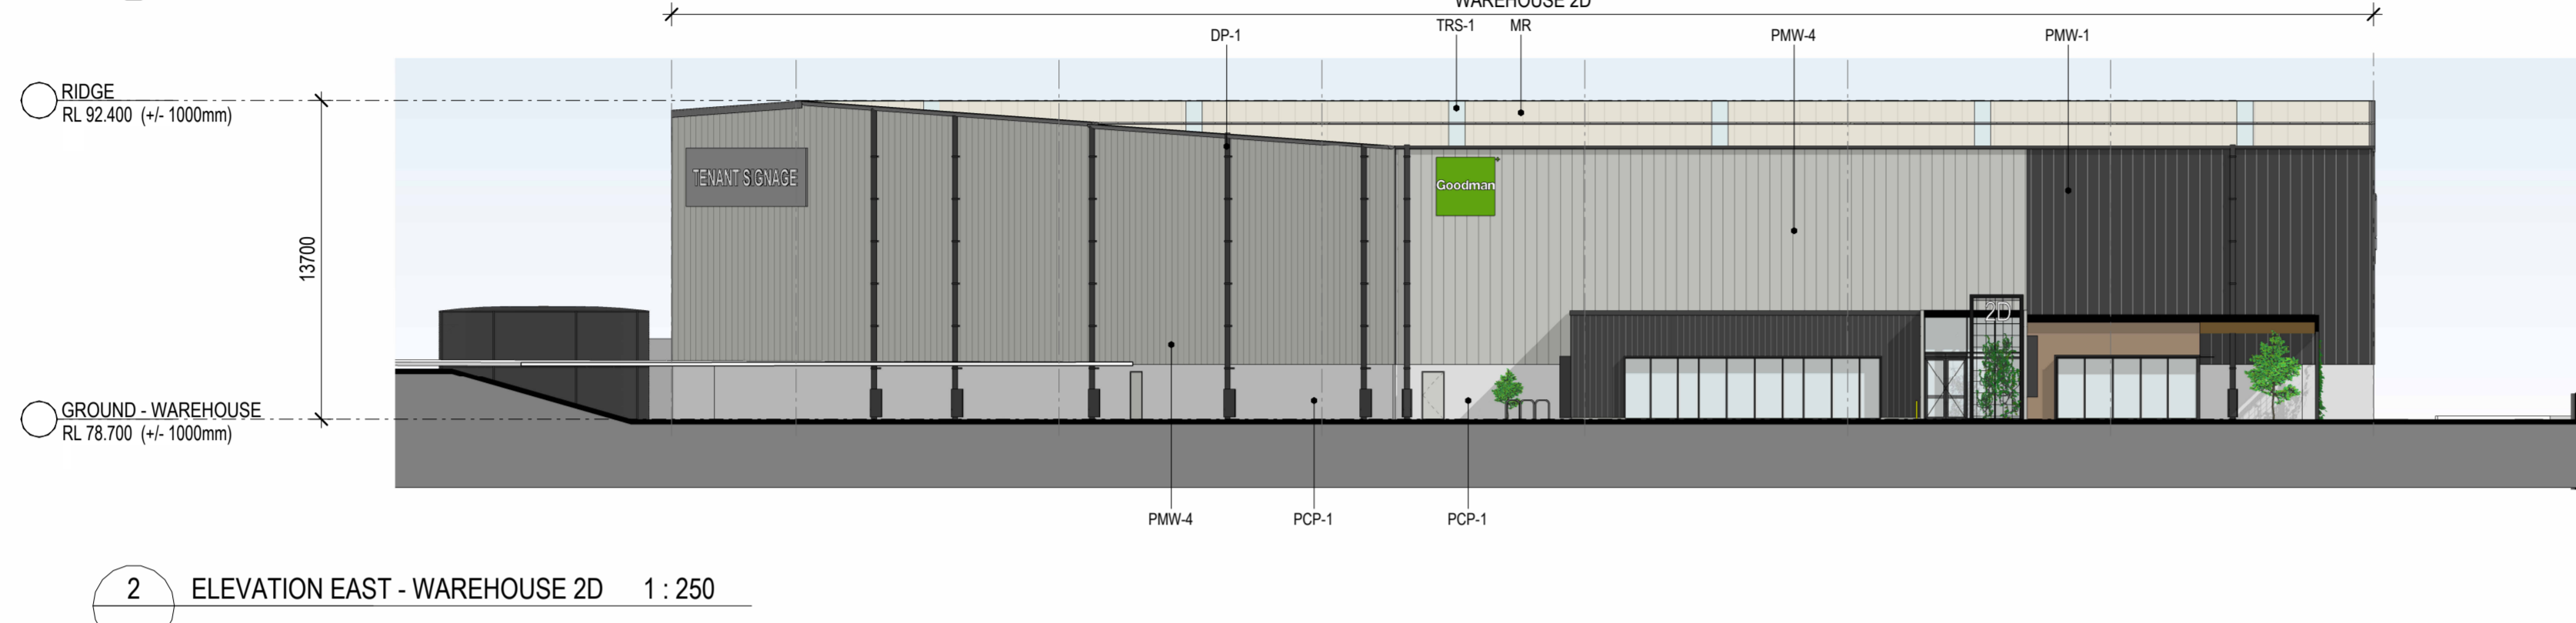 WAREHOUSE 2D
DP-1
TRS-1
MR
PMW-4
PMW-1
RIDGE
RL 92.400 (+/- 1000mm)
TENANT SIGNAGE
Goodman
13700
2D
GROUND - WAREHOUSE
RL 78.700 (+/- 1000mm)
PMW-4
PCP-1
PCP-1
2
ELEVATION EAST - WAREHOUSE 2D 1 : 250